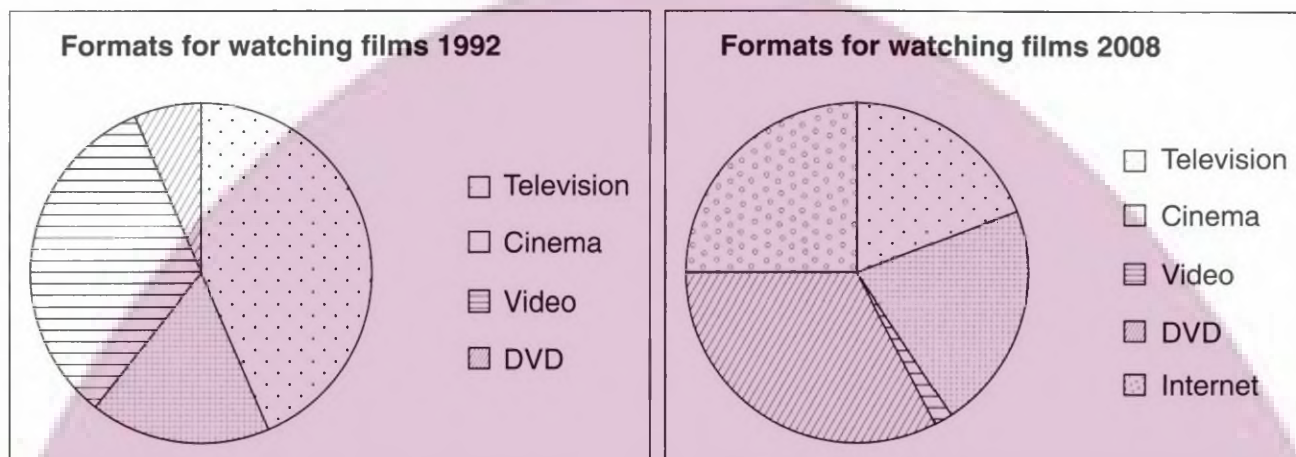 Formats for watching films 1992
Television
Cinema
Video
DVD
Formats for watching films 2008
Television
Cinema
Video
DVD
Internet